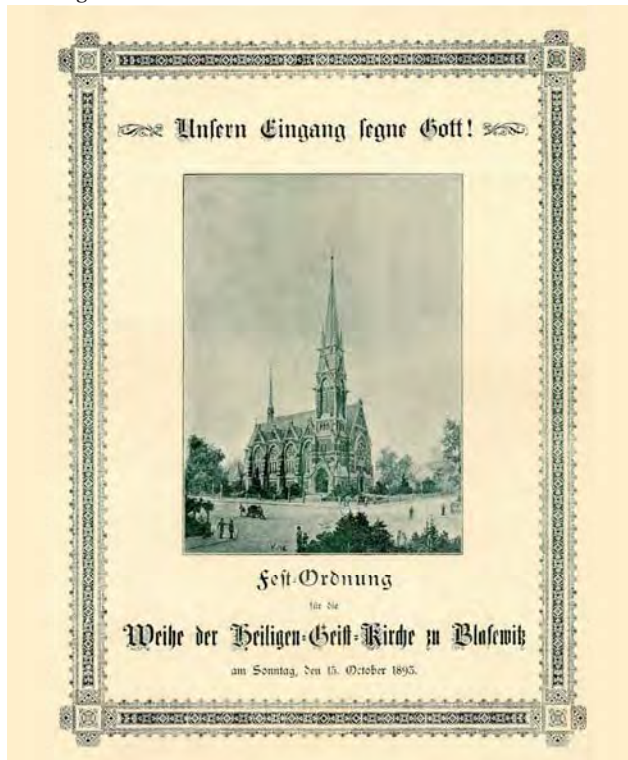 Unsern Eingang segne Gott!
Fest-Ordnung
für die
Weihe der Heiligen-Geist-Kirche zu Blasewitz
am Sonntag, den 15. October 1893.